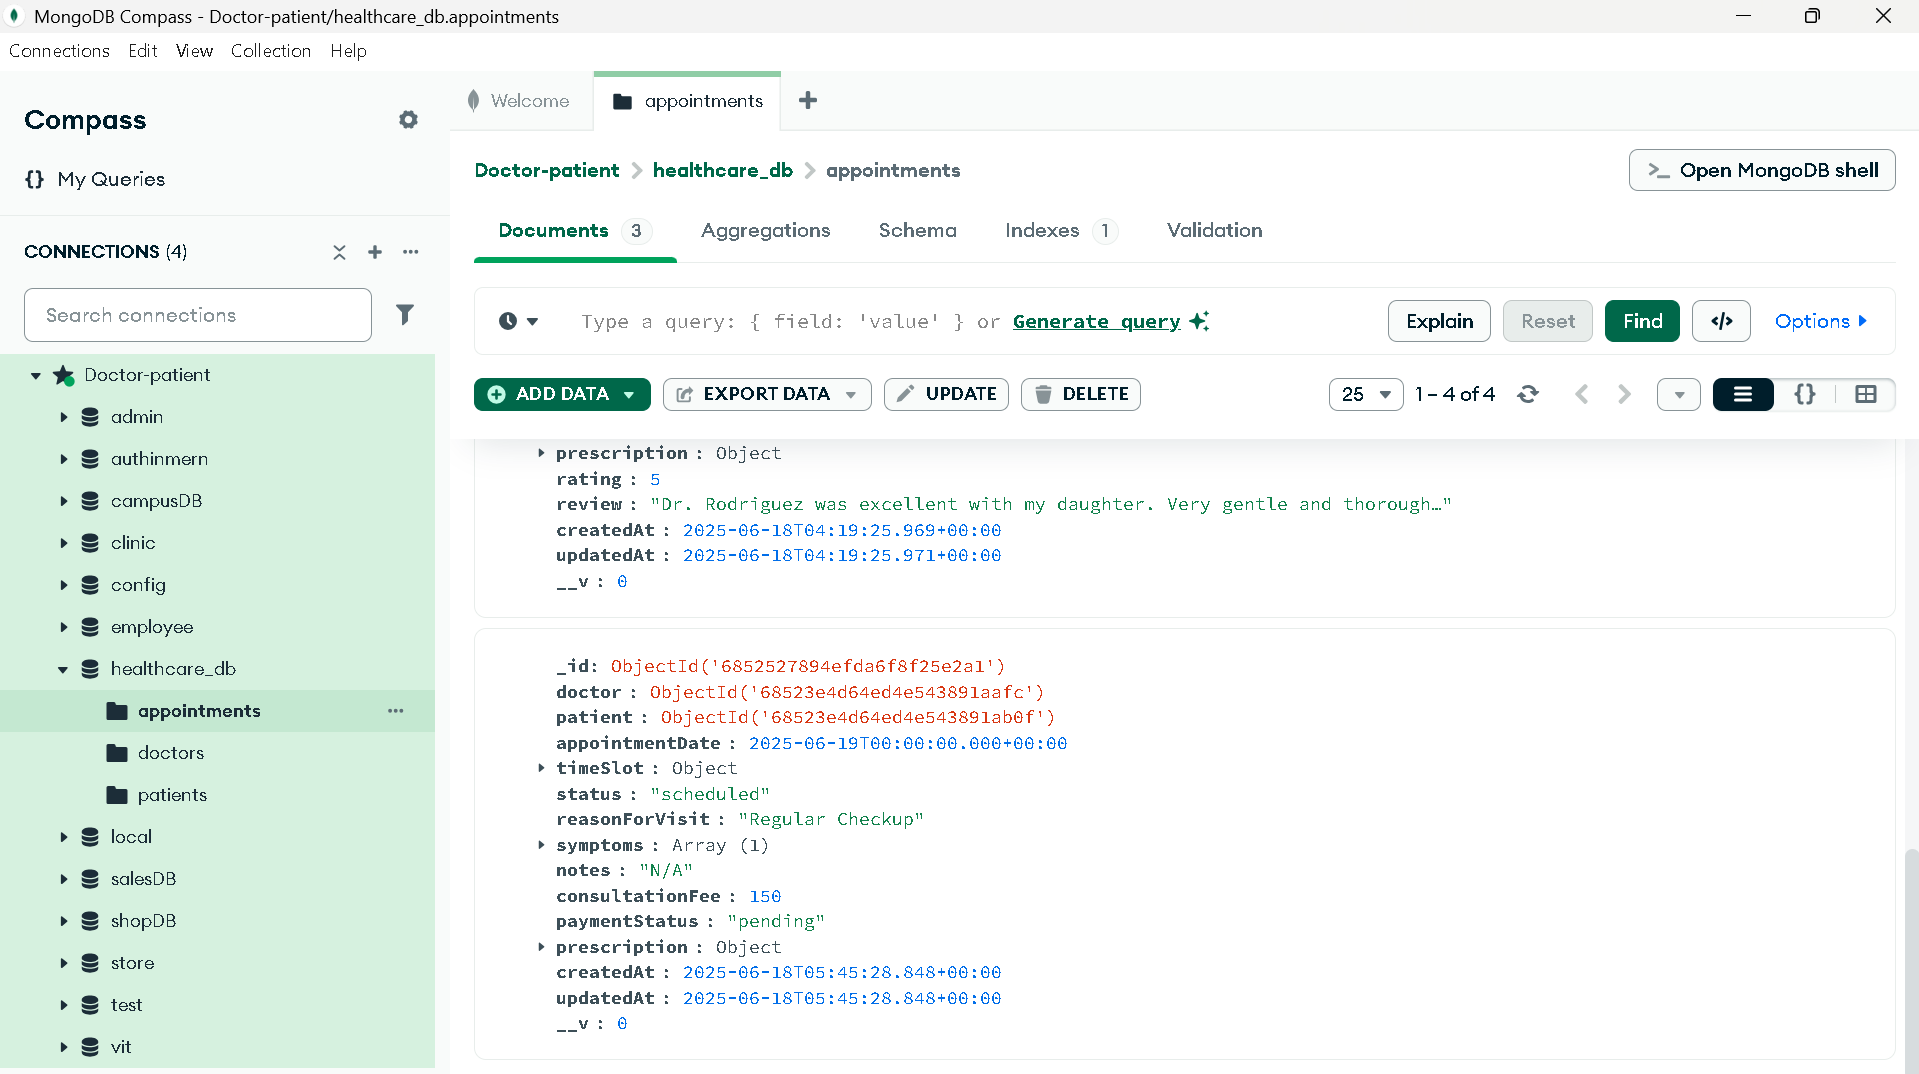 MongoDB Compass - Doctor-patient/healthcare_db.appointments
Connections Edit View Collection Help
Compass
My Queries
CONNECTIONS (4)
Search connections
Doctor-patient
admin
authinmern
campusDB
clinic
config
employee
healthcare_db
appointments
doctors
patients
local
salesDB
shopDB
store
test
vit
Welcome
appointments
Doctor-patient > healthcare_db > appointments
>_ Open MongoDB shell
Documents 3 Aggregations Schema Indexes 1 Validation
Type a query: { field: 'value' } or Generate query
Explain Reset Find </> Options
ADD DATA EXPORT DATA UPDATE DELETE
25 1 – 4 of 4 {}
prescription : Object
rating : 5
review : "Dr. Rodriguez was excellent with my daughter. Very gentle and thorough…"
createdAt : 2025-06-18T04:19:25.969+00:00
updatedAt : 2025-06-18T04:19:25.971+00:00
__v : 0
_id: ObjectId('6852527894efda6f8f25e2a1')
doctor : ObjectId('68523e4d64ed4e543891aafc')
patient : ObjectId('68523e4d64ed4e543891ab0f')
appointmentDate : 2025-06-19T00:00:00.000+00:00
timeSlot : Object
status : "scheduled"
reasonForVisit : "Regular Checkup"
symptoms : Array (1)
notes : "N/A"
consultationFee : 150
paymentStatus : "pending"
prescription : Object
createdAt : 2025-06-18T05:45:28.848+00:00
updatedAt : 2025-06-18T05:45:28.848+00:00
__v : 0